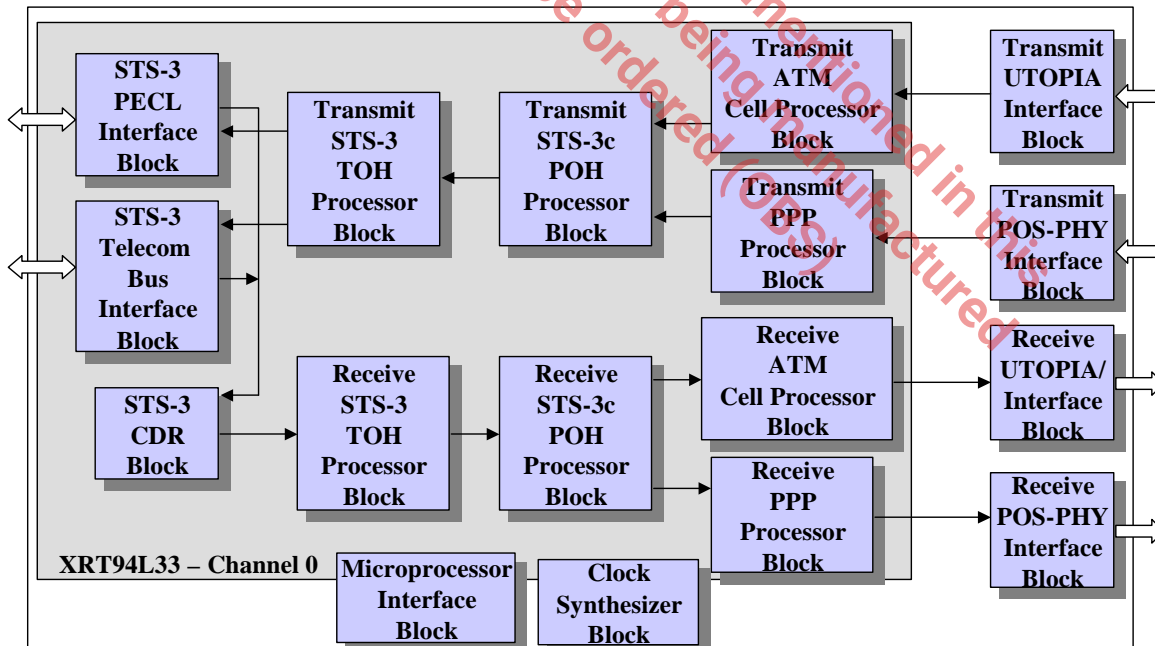 mentioned in this
being manufactured
be ordered (OBS)
STS-3
PECL
Interface
Block
Transmit
STS-3
TOH
Processor
Block
Transmit
STS-3c
POH
Processor
Block
Transmit
ATM
Cell Processor
Block
Transmit
UTOPIA
Interface
Block
STS-3
Telecom
Bus
Interface
Block
Transmit
PPP
Processor
Block
Transmit
POS-PHY
Interface
Block
STS-3
CDR
Block
Receive
STS-3
TOH
Processor
Block
Receive
STS-3c
POH
Processor
Block
Receive
ATM
Cell Processor
Block
Receive
UTOPIA/
Interface
Block
Receive
PPP
Processor
Block
Receive
POS-PHY
Interface
Block
XRT94L33 – Channel 0
Microprocessor
Interface
Block
Clock
Synthesizer
Block